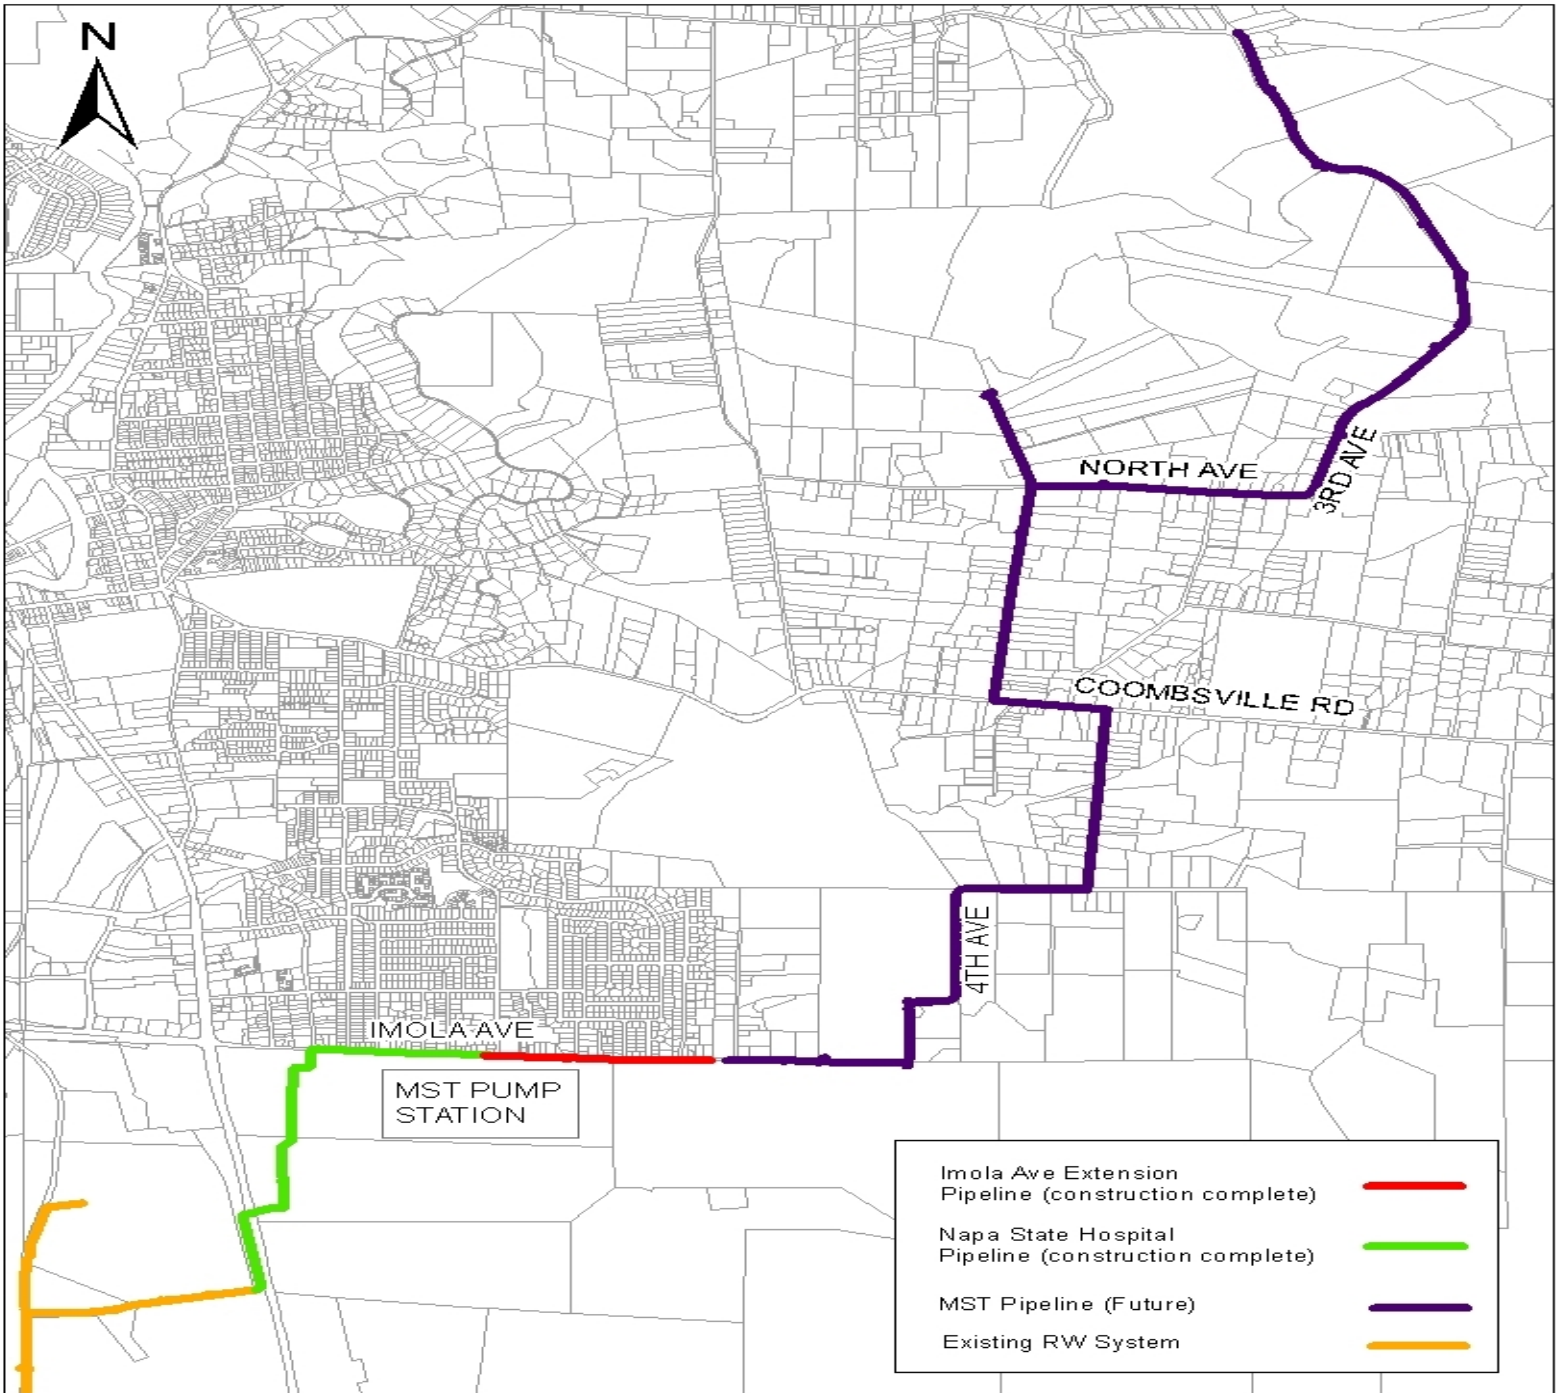 N
NORTH AVE
3RD AVE
COOMBSVILLE RD
4TH AVE
IMOLA AVE
MST PUMP
STATION
Imola Ave Extension
Pipeline (construction complete)
Napa State Hospital
Pipeline (construction complete)
MST Pipeline (Future)
Existing RW System